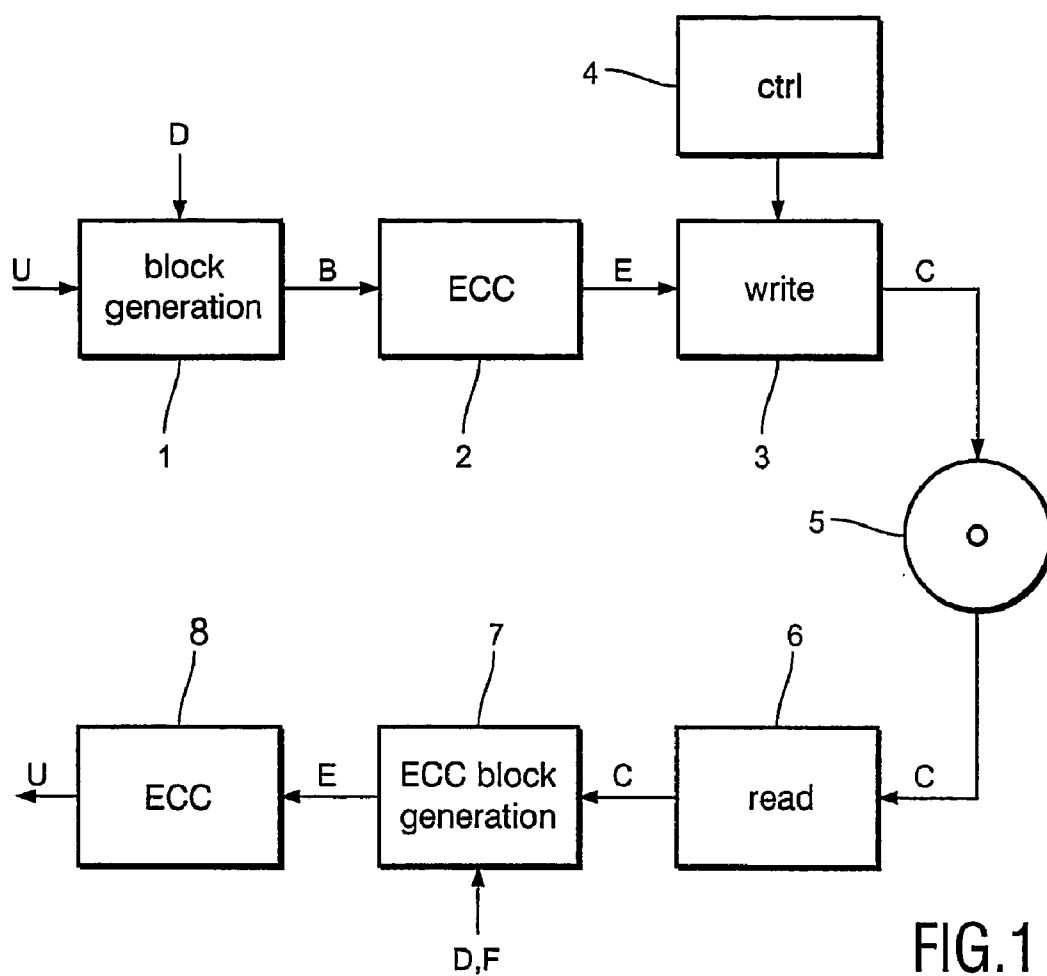 4
ctrl
D
U
block
generation
B
ECC
E
write
C
1
2
3
5
8
7
6
U
ECC
E
ECC block
generation
C
read
C
D,F
FIG.1